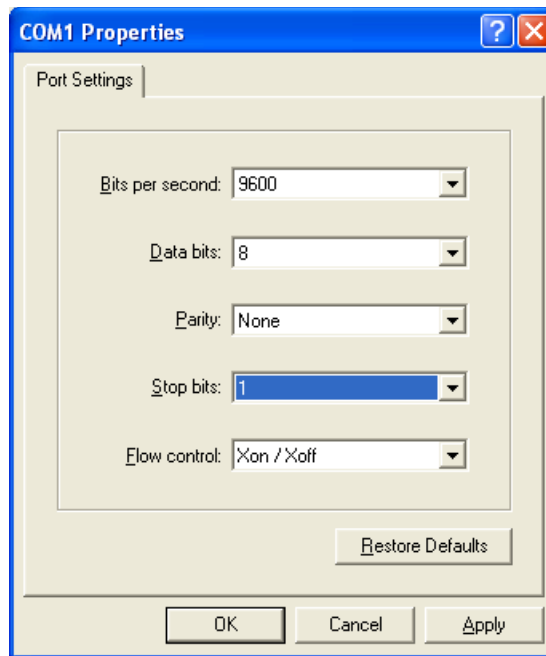 COM1 Properties
Port Settings
Bits per second: 9600
Data bits: 8
Parity: None
Stop bits: 1
Flow control: Xon / Xoff
Restore Defaults
OK Cancel Apply